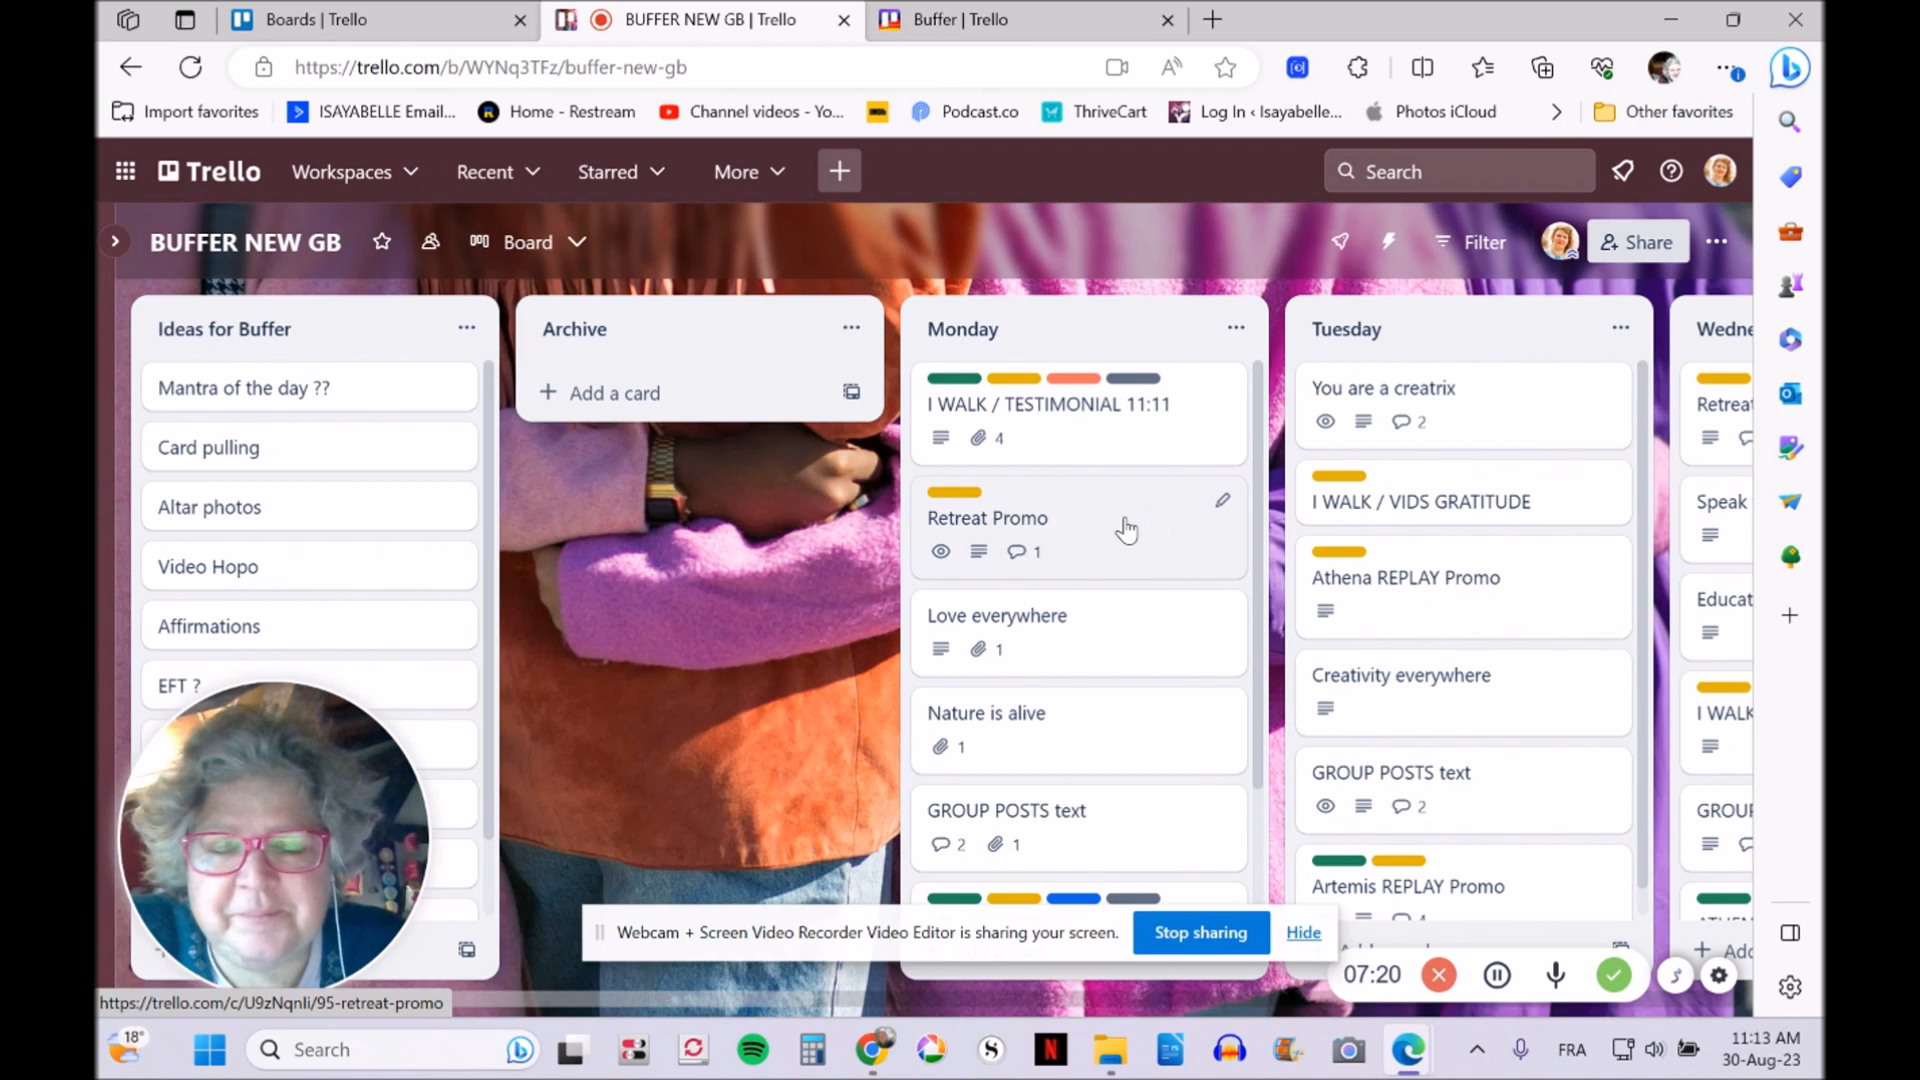 Boards | Trello
BUFFER NEW GB | Trello
Buffer | Trello
https://trello.com/b/WYNq3TFz/buffer-new-gb
Import favorites
ISAYABELLE Email...
Home - Restream
Channel videos - Yo...
Podcast.co
ThriveCart
Log In ‹ Isayabelle...
Photos iCloud
Other favorites
Trello
Workspaces
Recent
Starred
More
Search
BUFFER NEW GB
Board
Filter
Share
Ideas for Buffer
Mantra of the day ??
Card pulling
Altar photos
Video Hopo
Affirmations
EFT ?
Archive
Add a card
Monday
I WALK / TESTIMONIAL 11:11
4
Retreat Promo
1
Love everywhere
1
Nature is alive
1
GROUP POSTS text
2 1
Tuesday
You are a creatrix
2
I WALK / VIDS GRATITUDE
Athena REPLAY Promo
Creativity everywhere
GROUP POSTS text
2
Artemis REPLAY Promo
Webcam + Screen Video Recorder Video Editor is sharing your screen.
Stop sharing
Hide
07:20
https://trello.com/c/U9zNqnli/95-retreat-promo
18°
Search
FRA
11:13 AM
30-Aug-23